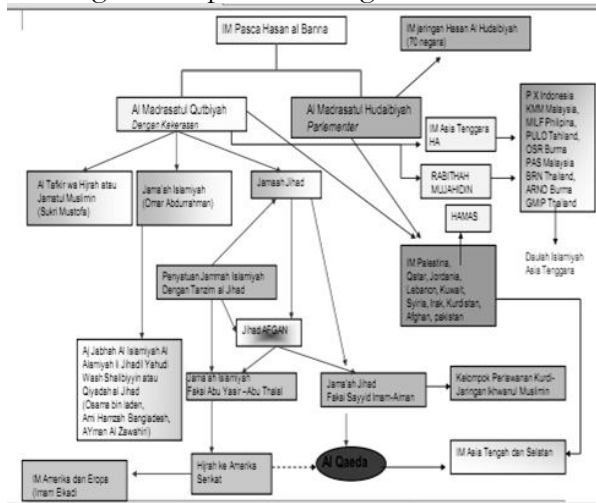 IM Pasca Hasan al Banna
IM jaringan Hasan Al Hudaibiyah
(70 negara)
Al Madrasatul Qutbiyah
Dengan Kekerasan
Al Madrasatul Hudaibiyah
Parlementer
IM Asia Tenggara
HA
RABITHAH
MUJAHIDIN
P X Indonesia
KMM Malaysia,
MILF Philipina,
PULO Tahiland,
OSR Burma
PAS Malaysia
BRN Thailand,
ARNO Burma
GMIP Thailand
Al Takfir wa Hijrah atau
Jamatul Muslimin
(Sukri Mustofa)
Jama'ah Islamiyah
(Omar Abdurrahman)
Jamaah Jihad
HAMAS
Daulah Islamiyah
Asia Tenggara
Penyatuan Jammah Islamiyah
Dengan Tanzim al Jihad
IM Palestina,
Qatar, Jordania,
Lebanon, Kuwait,
Syiria, Irak, Kurdistan,
Afghan, pakistan
Jihad AFGAN
Aj Jabhah Al Islamiyah Al
Alamiyah li Jihadil Yahudi
Wash Shalibiyyin atau
Qiyadah al Jihad
(Osama bin laden,
Ami Hamzah Bangladesh,
AYman Al Zawahiri)
Jama'ah Islamiyah
Faksi Abu Yasir –Abu Thalal
Jama'ah Jihad
Faksi Sayyid Imam-Aiman
Kelompok Perlawanan Kurdi-
Jaringan Ikhwanul Muslimin
IM Amerika dan Eropa
(Imam Ekadi
Hijrah ke Amerika
Serikat
Al Qaeda
IM Asia Tengah dan Selatan